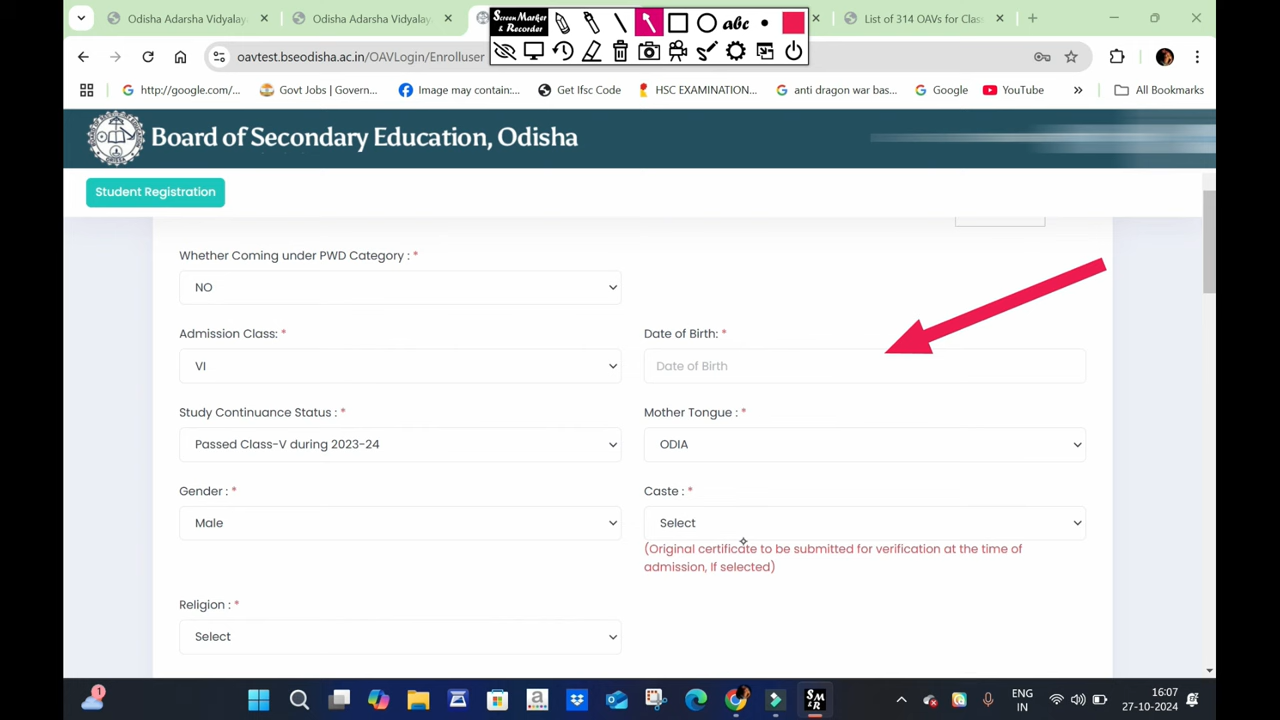 Odisha Adarsha Vidyalay
Odisha Adarsha Vidyalay
List of 314 OAVs for Clas
Screen Marker
& Recorder
abc
oavtest.bseodisha.ac.in/OAVLogin/Enrolluser
http://google.com/...
Govt Jobs | Govern...
Image may contain:...
Get Ifsc Code
HSC EXAMINATION...
anti dragon war bas...
Google
YouTube
All Bookmarks
Board of Secondary Education, Odisha
Student Registration
Whether Coming under PWD Category : *
NO
Admission Class: *
Date of Birth: *
VI
Date of Birth
Study Continuance Status : *
Mother Tongue : *
Passed Class-V during 2023-24
ODIA
Gender : *
Caste : *
Male
Select
(Original certificate to be submitted for verification at the time of
admission, If selected)
Religion : *
Select
1
ENG
IN
16:07
27-10-2024